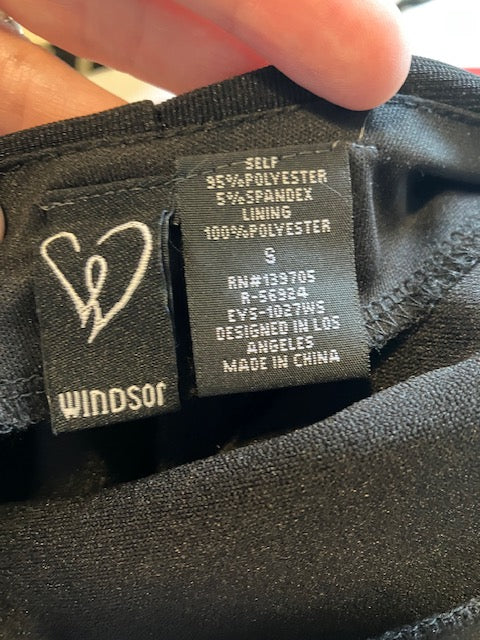 WINDSOR
SELF
95%POLYESTER
5%SPANDEX
LINING
100%POLYESTER
S
RN#139705
R-56924
EYS-1027WS
DESIGNED IN LOS
ANGELES
MADE IN CHINA